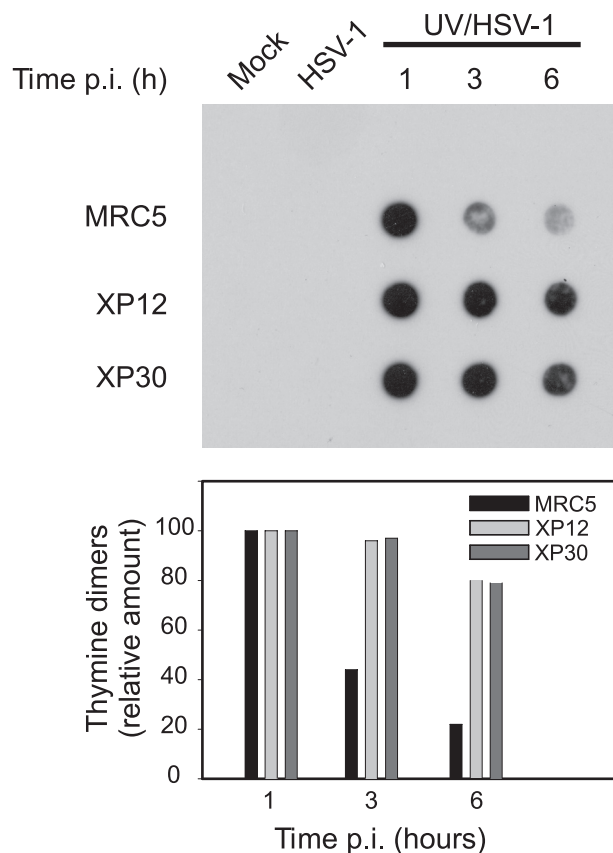 UV/HSV-1
Mock
HSV-1
Time p.i. (h)
1 3 6
MRC5
XP12
XP30
MRC5
XP12
XP30
Thymine dimers
(relative amount)
100
80
60
40
20
0
1 3 6
Time p.i. (hours)